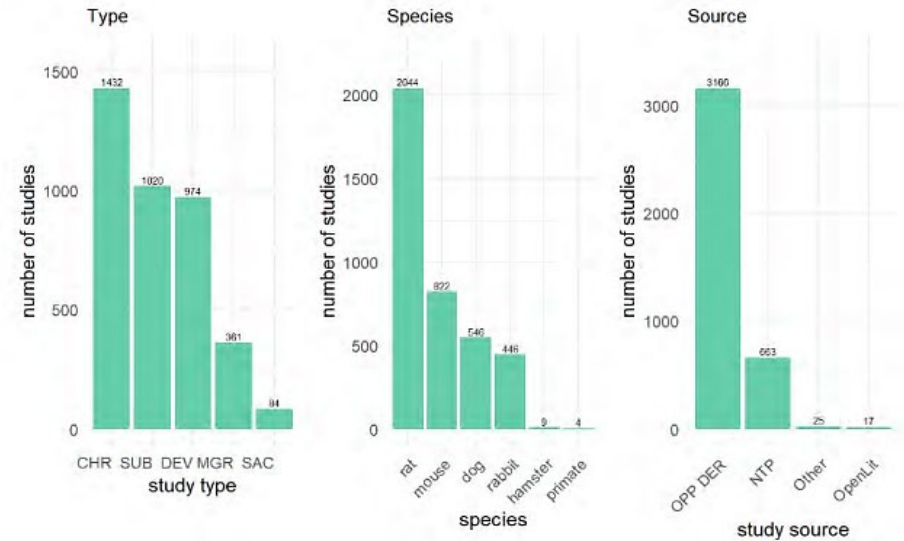 Type
number of studies
1500
1000
500
0
1432
1020
974
361
84
CHR SUB DEV MGR SAC
study type
Species
number of studies
2000
1500
1000
500
0
2044
822
546
446
9
4
rat
mouse
dog
rabbit
hamster
primate
species
Source
number of studies
3000
2000
1000
0
3166
663
25
17
OPP DER
NTP
Other
OpenLit
study source